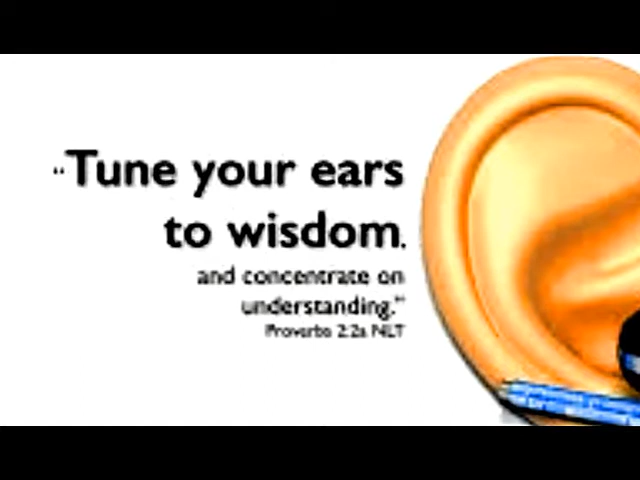 "Tune your ears
to wisdom,
and concentrate on
understanding."
Proverbs 2:2a NLT